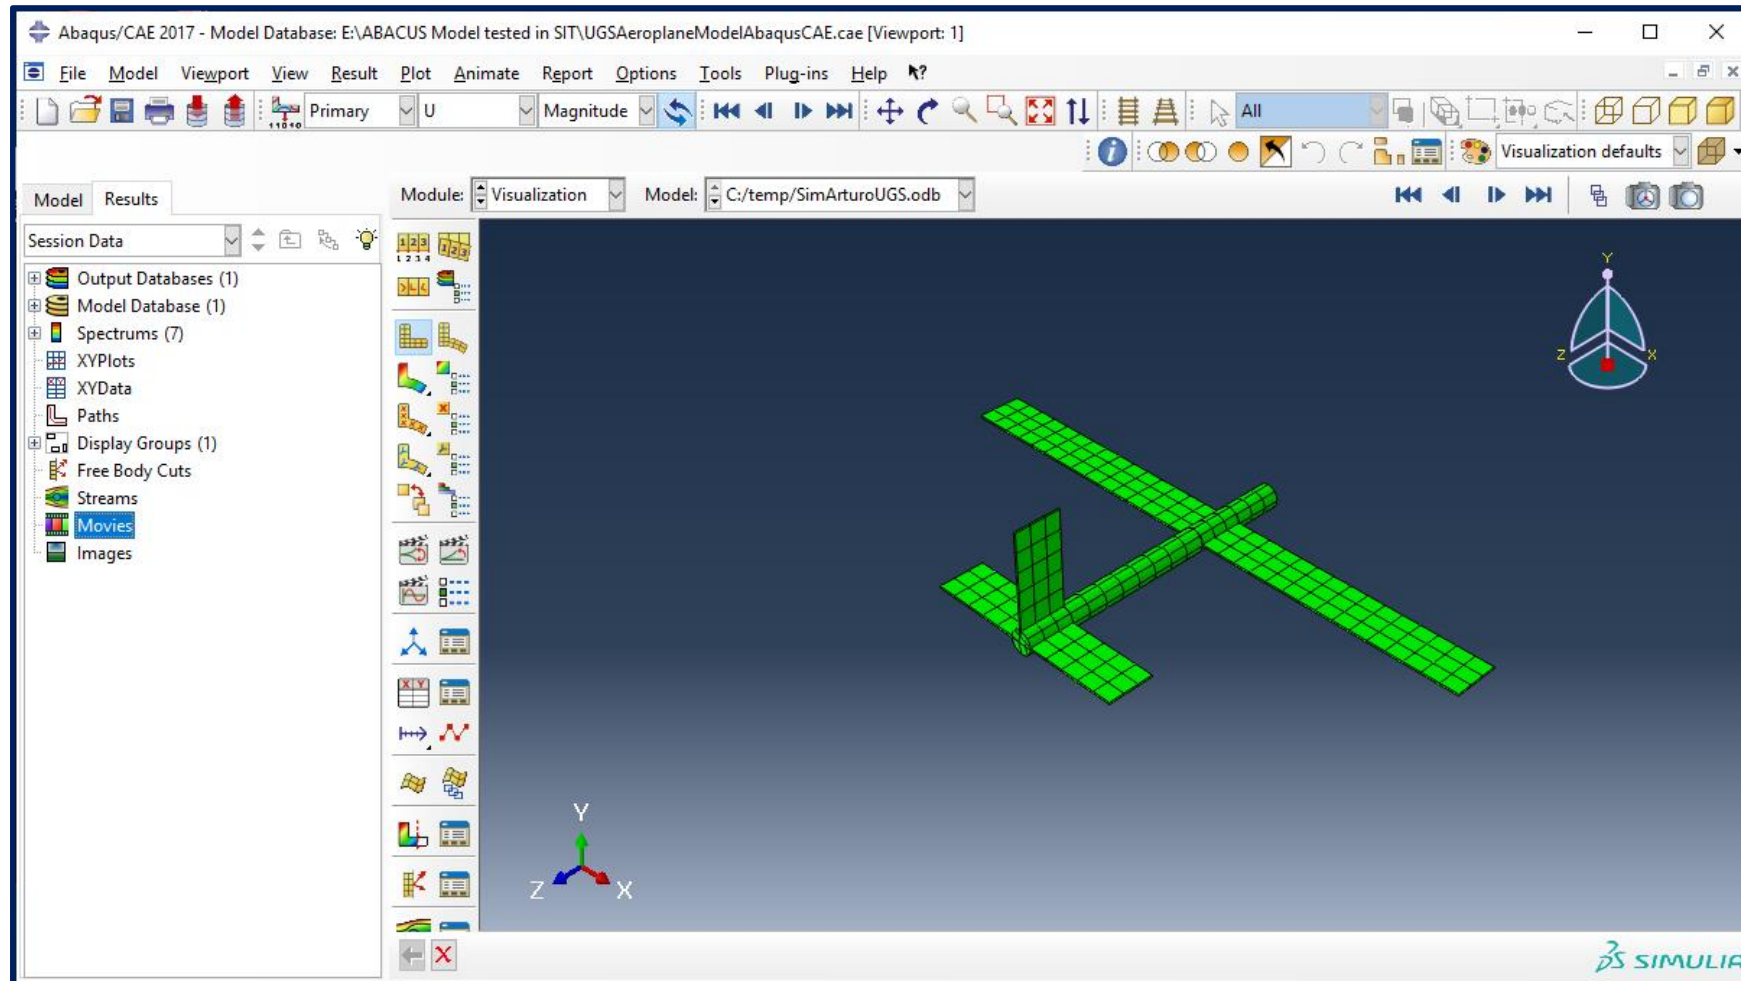 Abaqus/CAE 2017 - Model Database: E:\ABACUS Model tested in SIT\UGSAeroplaneModelAbaqusCAE.cae [Viewport: 1]
File Model Viewport View Result Plot Animate Report Options Tools Plug-ins Help ?
Primary U Magnitude All
Visualization defaults
Model Results Module: Visualization Model: C:/temp/SimArturoUGS.odb
Session Data
Output Databases (1)
Model Database (1)
Spectrums (7)
XYPlots
XYData
Paths
Display Groups (1)
Free Body Cuts
Streams
Movies
Images
Y
Z X
Y
Z X
SIMULIA